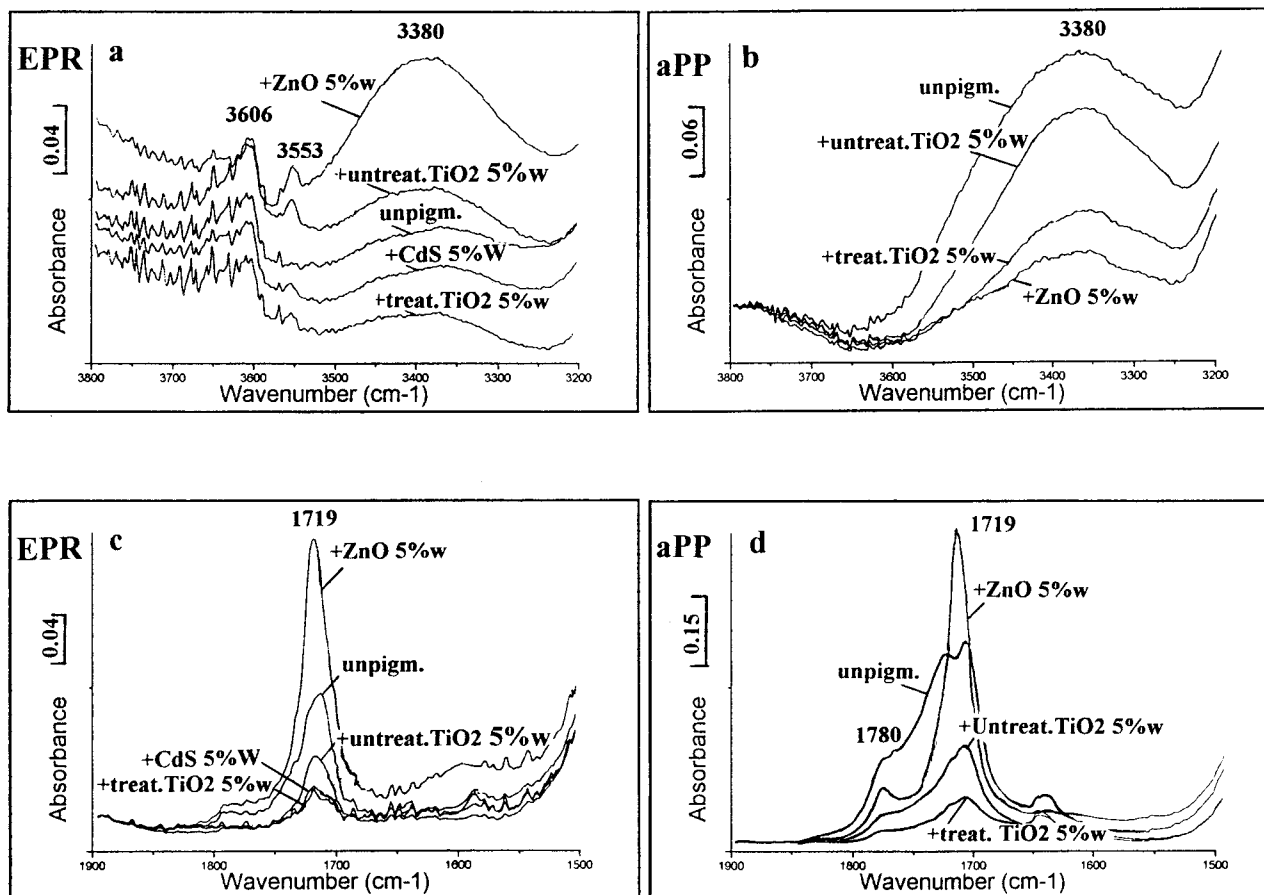 EPR a
3380
+ZnO 5%w
3606
3553
0.04
+untreat.TiO2 5%w
unpigm.
+CdS 5%W
+treat.TiO2 5%w
Absorbance
3800 3700 3600 3500 3400 3300 3200
Wavenumber (cm-1)
aPP b
3380
unpigm.
0.06
+untreat.TiO2 5%w
+treat.TiO2 5%w
+ZnO 5%w
Absorbance
3800 3700 3600 3500 3400 3300 3200
Wavenumber (cm-1)
EPR c
1719
+ZnO 5%w
0.04
unpigm.
+untreat.TiO2 5%w
+CdS 5%W
+treat.TiO2 5%w
Absorbance
1900 1800 1700 1600 1500
Wavenumber (cm-1)
aPP d
1719
+ZnO 5%w
0.15
unpigm.
+Untreat.TiO2 5%w
1780
+treat. TiO2 5%w
Absorbance
1900 1800 1700 1600 1500
Wavenumber (cm-1)